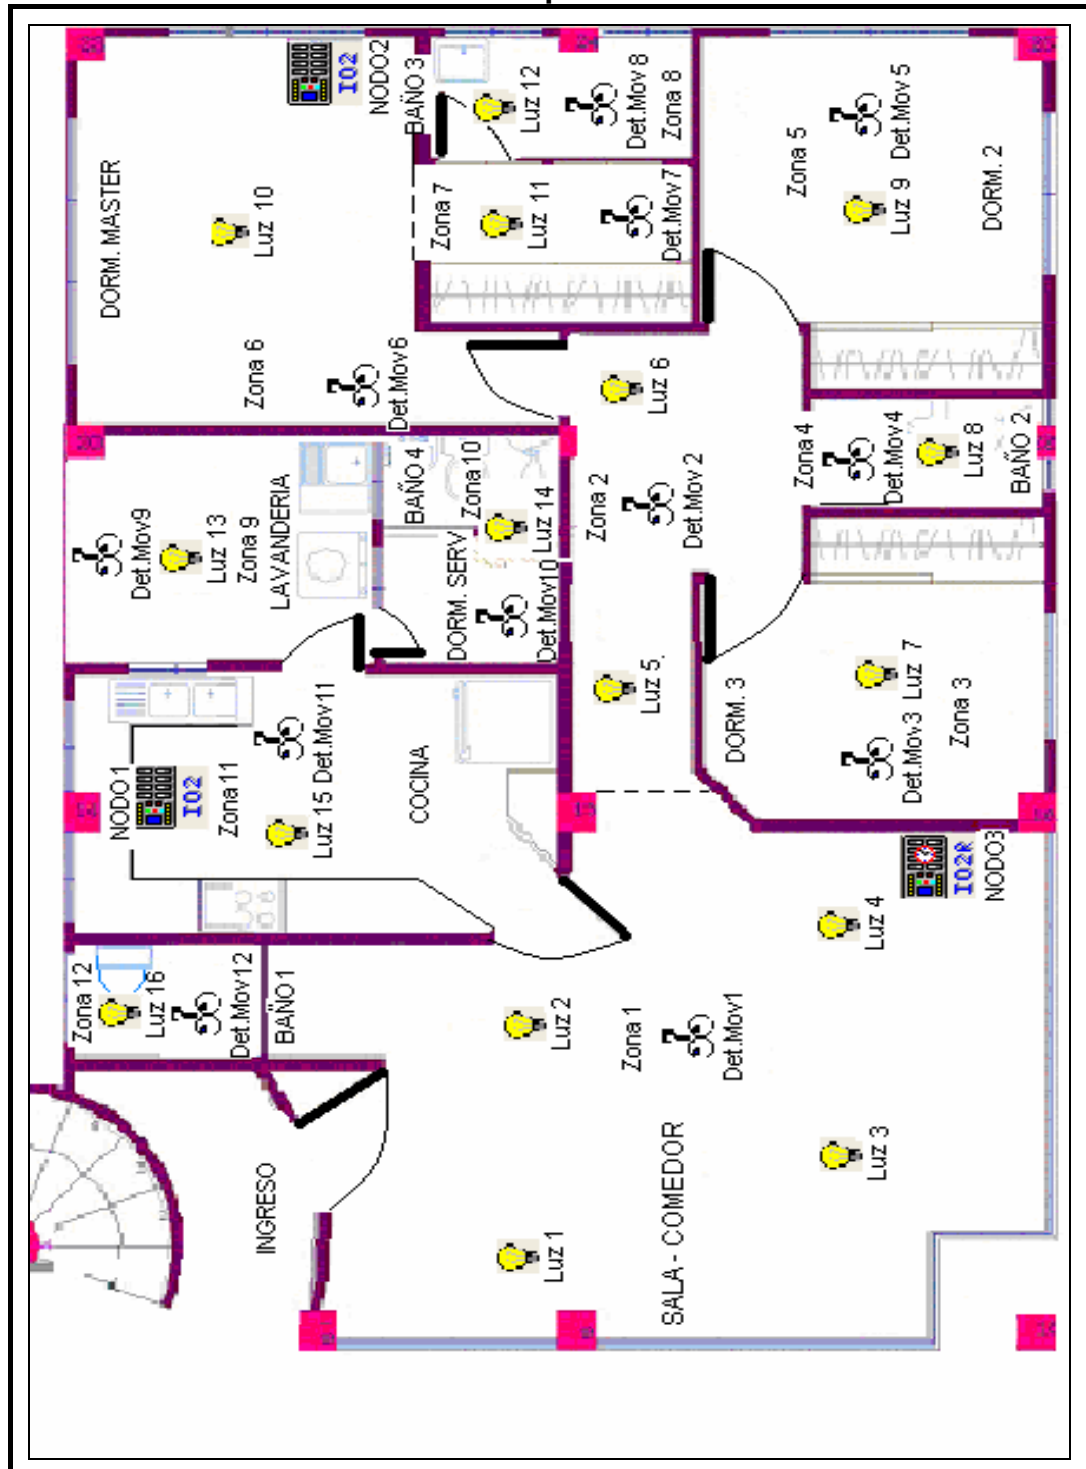 DORM. MASTER
Luz 10
Zona 6
Det.Mov6
IO2
NODO2
BAÑO 3
Luz 12
Det.Mov 8
Zona 8
Zona 7
Luz 11
Det.Mov7
Zona 5
Det.Mov 5
Luz 9
DORM. 2
Det.Mov9
Luz 13
Zona 9
LAVANDERIA
BAÑO 4
Zona 10
Luz 14
DORM. SERV
Det.Mov10
Luz 6
Zona 2
Det.Mov 2
Luz 5
Zona 4
Det.Mov4
Luz 8
BAÑO 2
NODO1
IO2
Zona 11
Luz 15
Det.Mov11
COCINA
DORM. 3
Luz 7
Det.Mov3
Zona 3
IO2R
NODO3
Zona 12
Luz 16
Det.Mov12
BAÑO1
Luz 2
Luz 4
Zona 1
Det.Mov1
INGRESO
Luz 1
SALA - COMEDOR
Luz 3